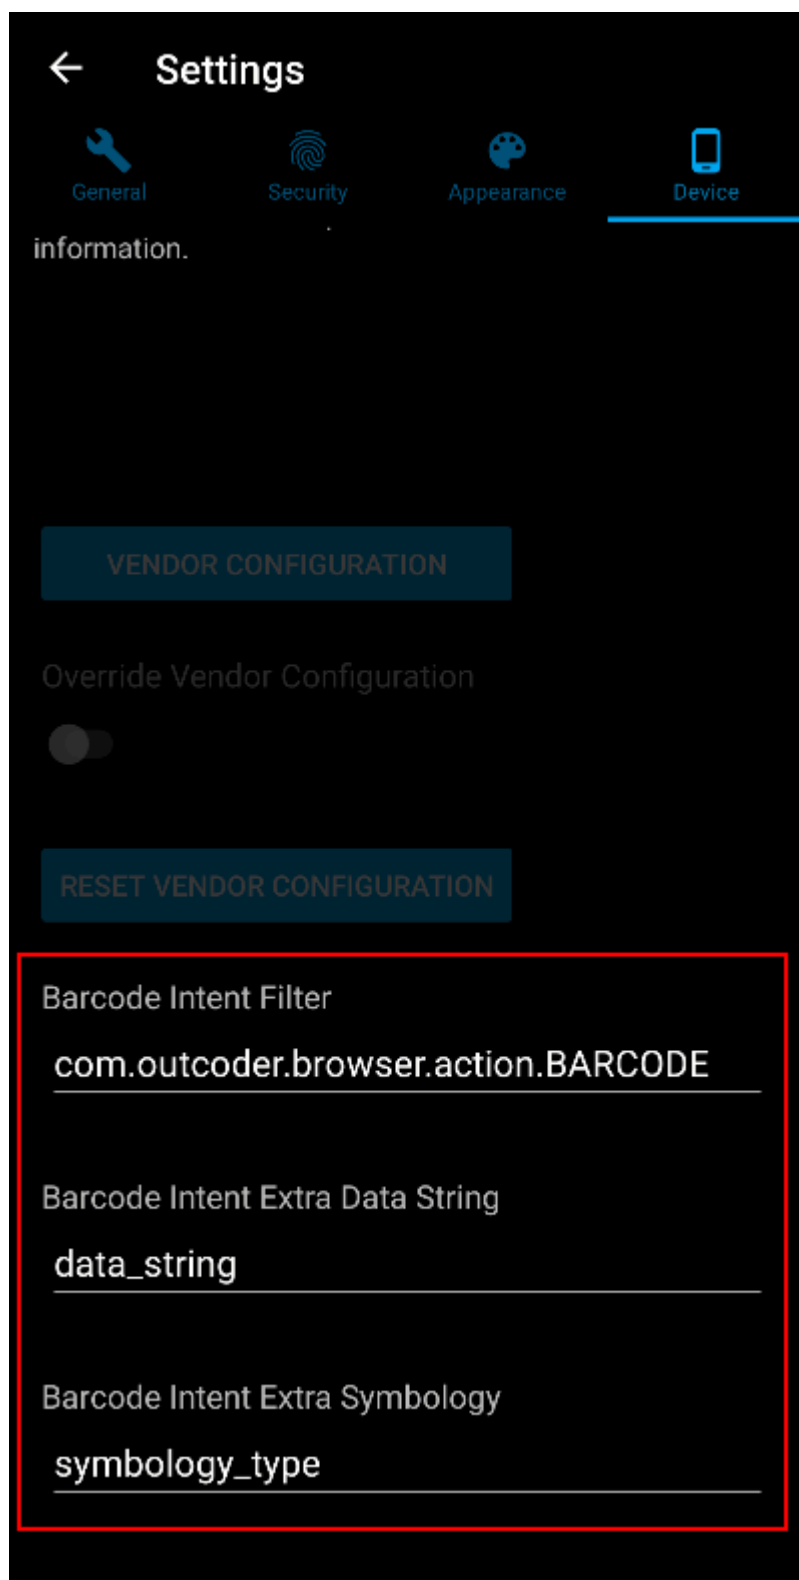 Settings
General Security Appearance Device
information.
VENDOR CONFIGURATION
Override Vendor Configuration
RESET VENDOR CONFIGURATION
Barcode Intent Filter
com.outcoder.browser.action.BARCODE
Barcode Intent Extra Data String
data_string
Barcode Intent Extra Symbology
symbology_type